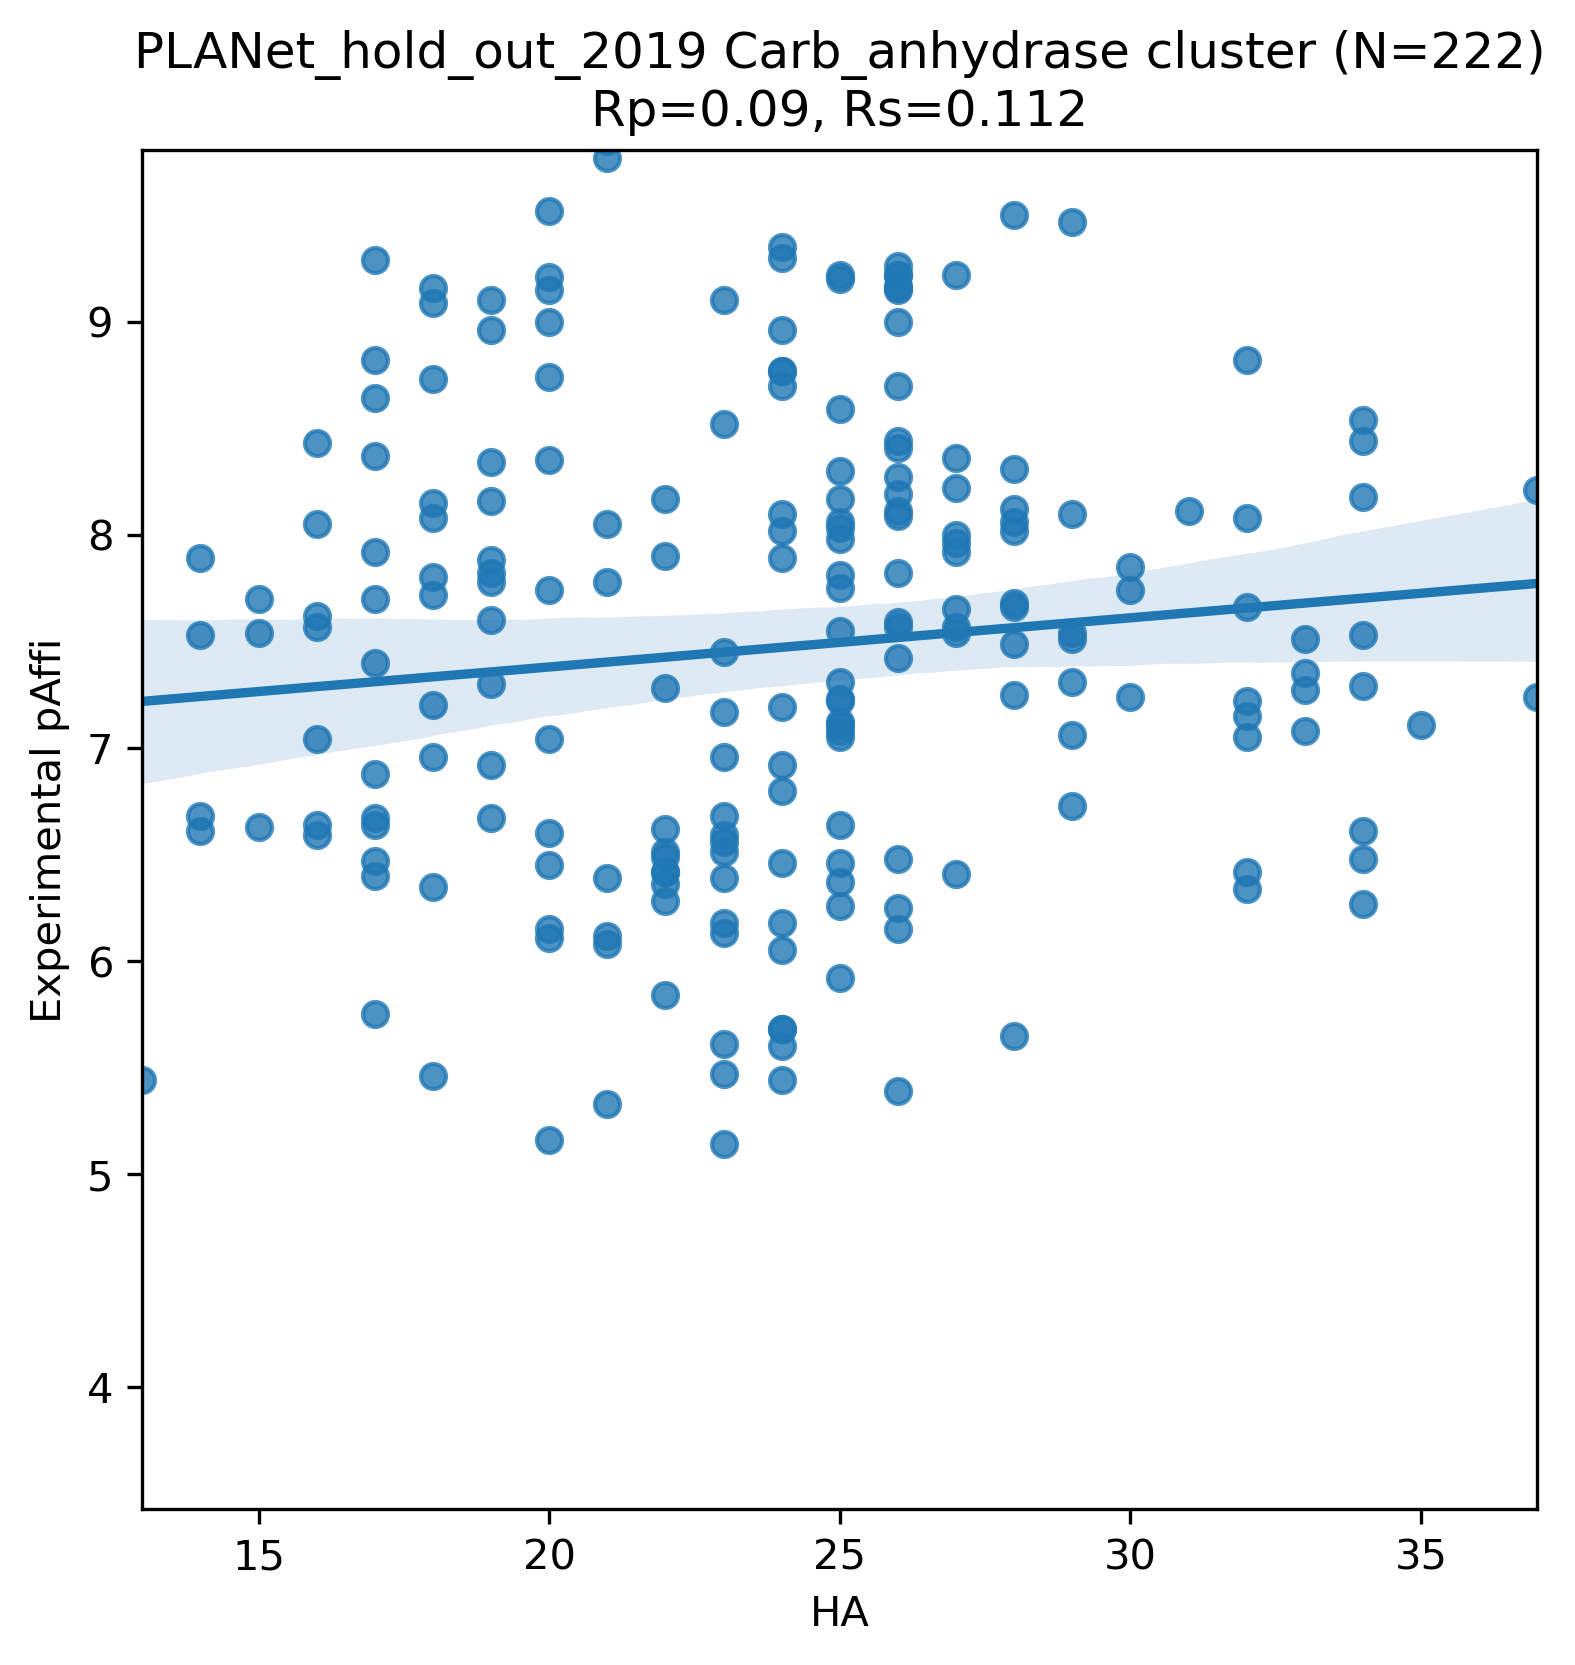 PLANet_hold_out_2019 Carb_anhydrase cluster (N=222)
Rp=0.09, Rs=0.112
9
8
7
6
5
4
Experimental pAffi
15 20 25 30 35
HA